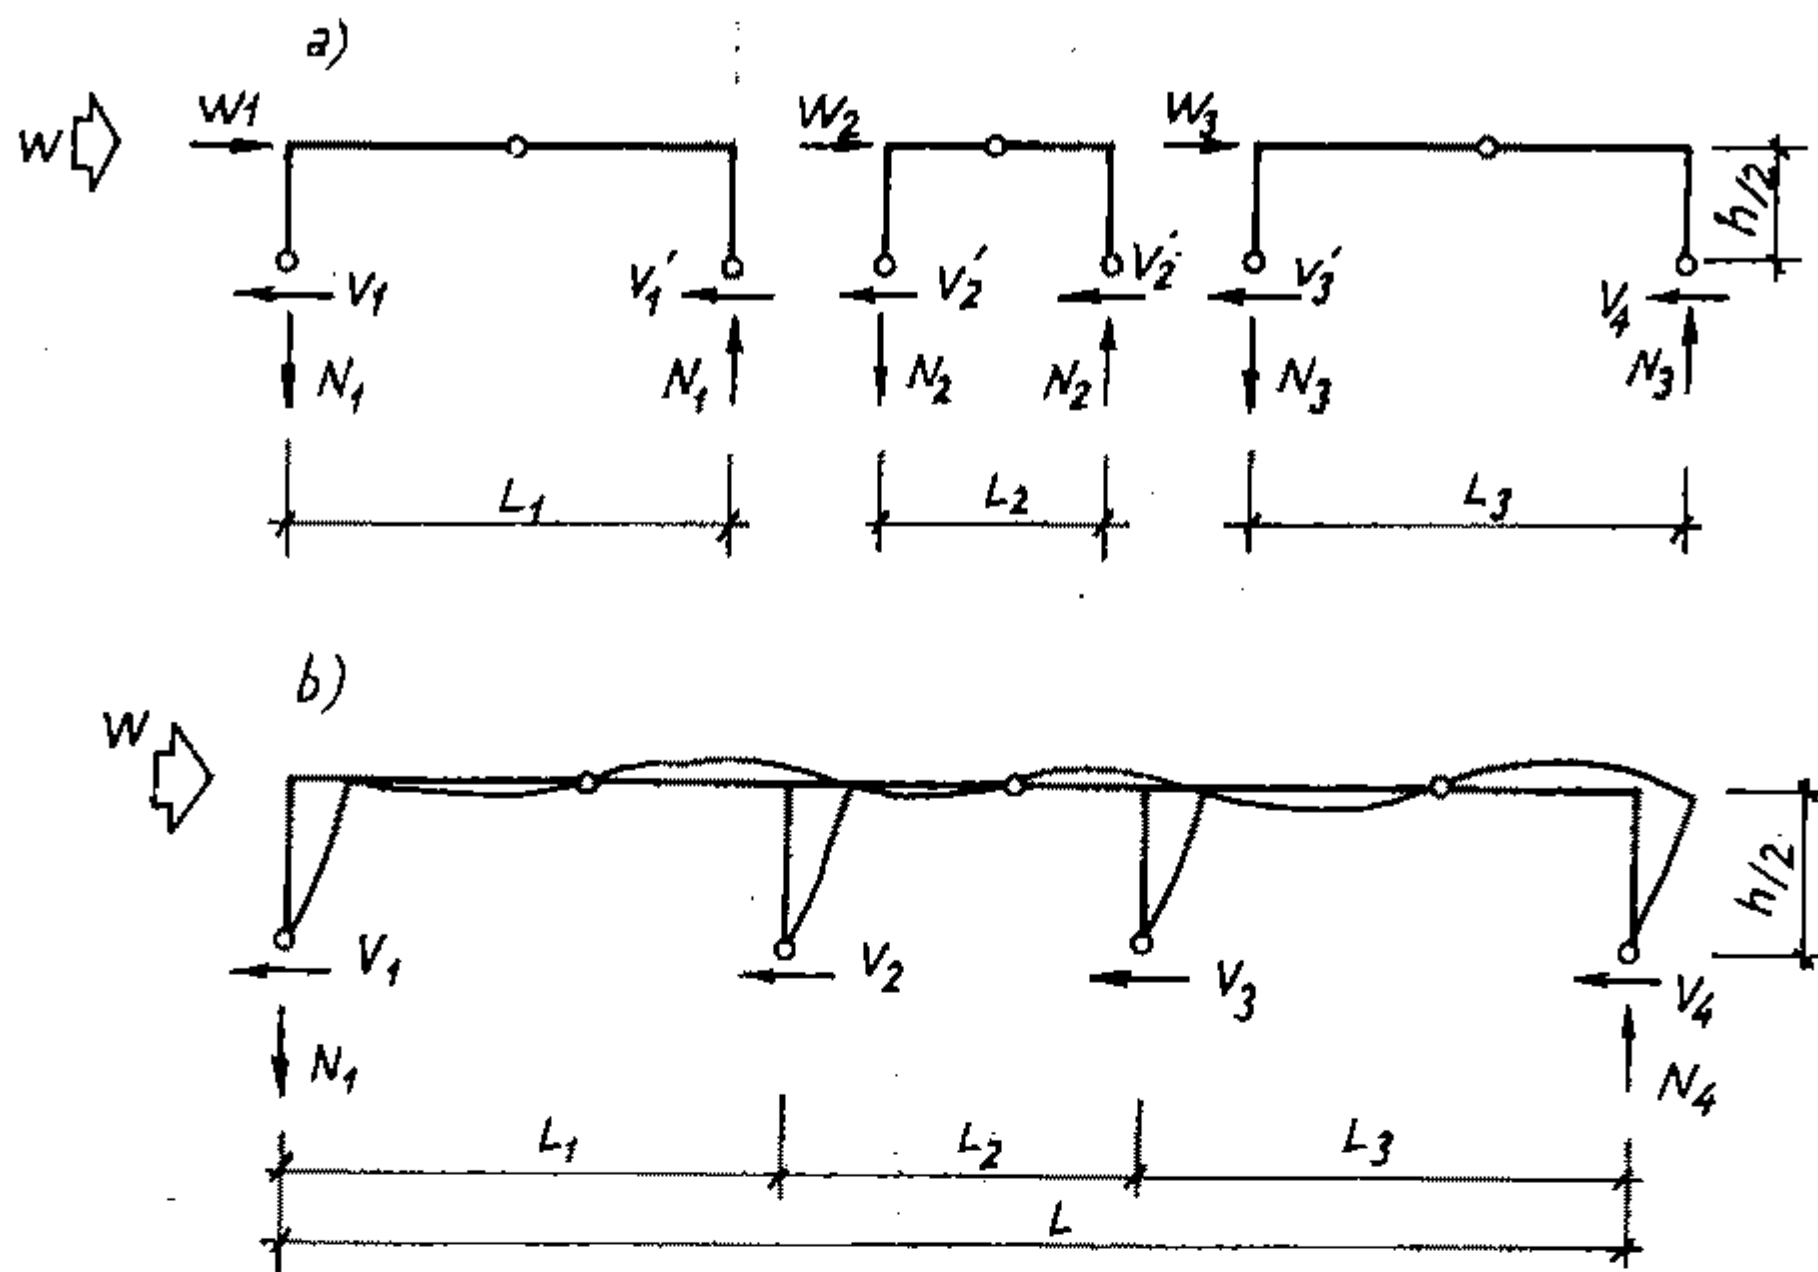 a)
W W1 W2 W3
h/2
V1 V1' V2' V2' V3' V4
N1 N1 N2 N2 N3 N3
L1 L2 L3
b)
W
h/2
V1 V2 V3 V4
N1 N4
L1 L2 L3
L